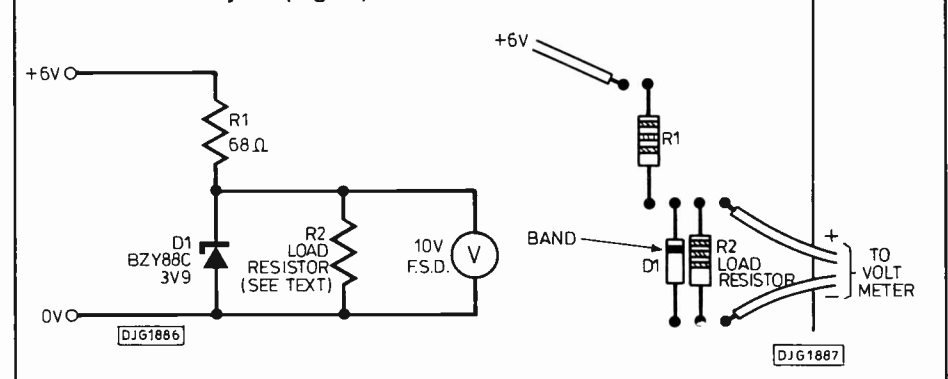 +6V
R1
68Ω
D1
BZY88C
3V9
R2
LOAD
RESISTOR
(SEE TEXT)
10V
F.S.D.
V
0V
DJG1886
+6V
R1
BAND
D1
R2
LOAD
RESISTOR
+
−
TO
VOLT
METER
DJG1887